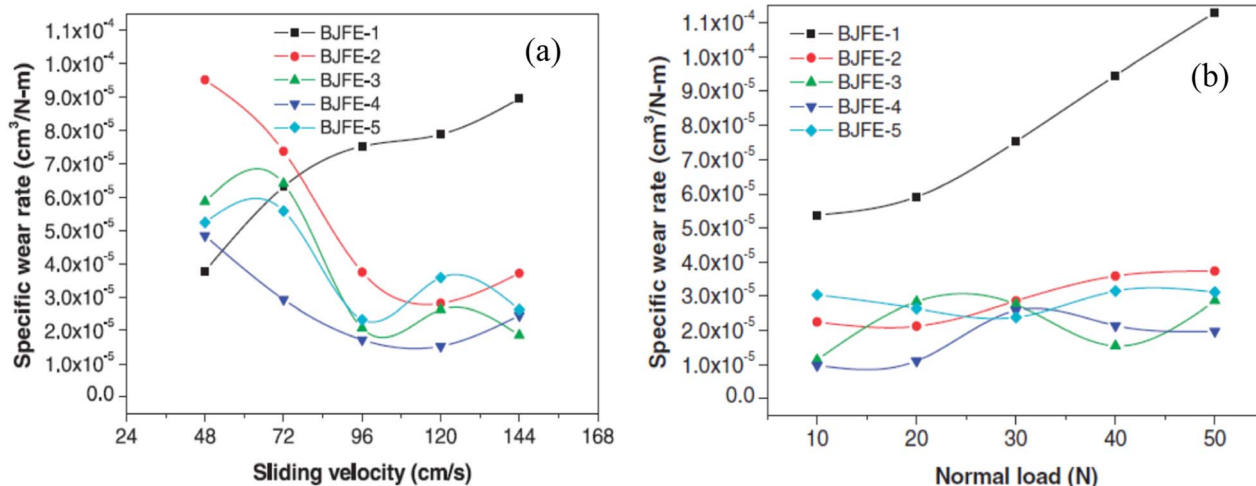 (a)
Specific wear rate (cm³/N-m)
1.1x10⁻⁴
1.0x10⁻⁴
9.0x10⁻⁵
8.0x10⁻⁵
7.0x10⁻⁵
6.0x10⁻⁵
5.0x10⁻⁵
4.0x10⁻⁵
3.0x10⁻⁵
2.0x10⁻⁵
1.0x10⁻⁵
0.0
BJFE-1
BJFE-2
BJFE-3
BJFE-4
BJFE-5
24 48 72 96 120 144 168
Sliding velocity (cm/s)
(b)
Specific wear rate (cm³/N-m)
1.1x10⁻⁴
1.0x10⁻⁴
9.0x10⁻⁵
8.0x10⁻⁵
7.0x10⁻⁵
6.0x10⁻⁵
5.0x10⁻⁵
4.0x10⁻⁵
3.0x10⁻⁵
2.0x10⁻⁵
1.0x10⁻⁵
0.0
BJFE-1
BJFE-2
BJFE-3
BJFE-4
BJFE-5
10 20 30 40 50
Normal load (N)